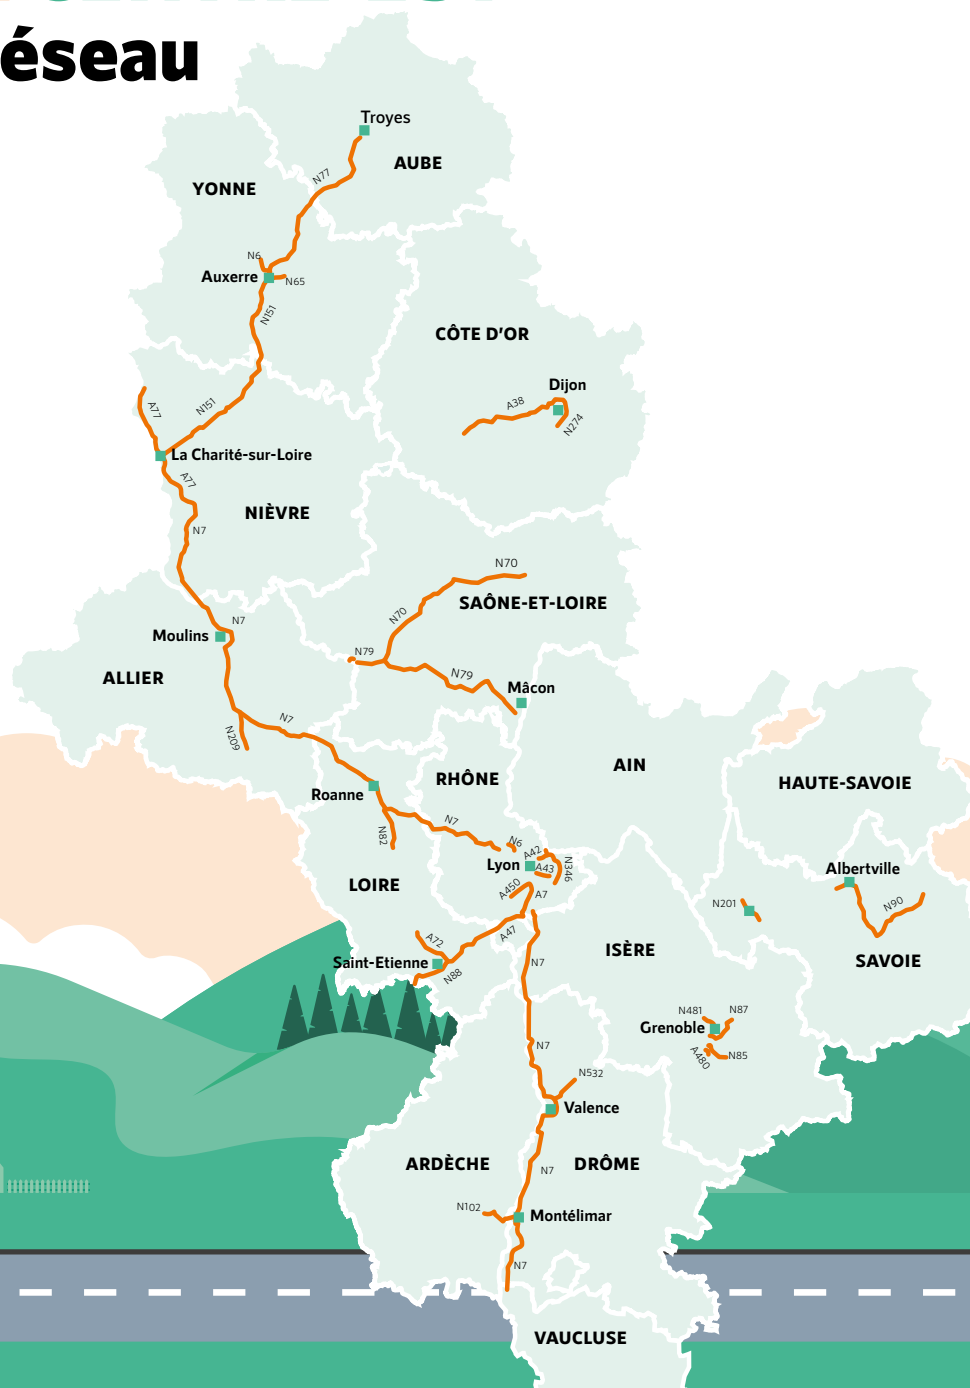 éseau
Troyes
AUBE
N77
YONNE
N6
Auxerre
N65
N151
CÔTE D'OR
Dijon
A38
N274
A77
N151
La Charité-sur-Loire
A77
NIÈVRE
N7
N70
SAÔNE-ET-LOIRE
N70
N7
Moulins
N79
N79
ALLIER
Mâcon
N7
N209
AIN
RHÔNE
HAUTE-SAVOIE
Roanne
N7
N82
N6
A42
Lyon
A43
N346
Albertville
LOIRE
A450
A7
N201
N90
A47
A72
ISÈRE
Saint-Etienne
N7
SAVOIE
N88
N481
N87
Grenoble
N7
A480
N85
N532
Valence
ARDÈCHE
N7
DRÔME
N102
Montélimar
N7
VAUCLUSE